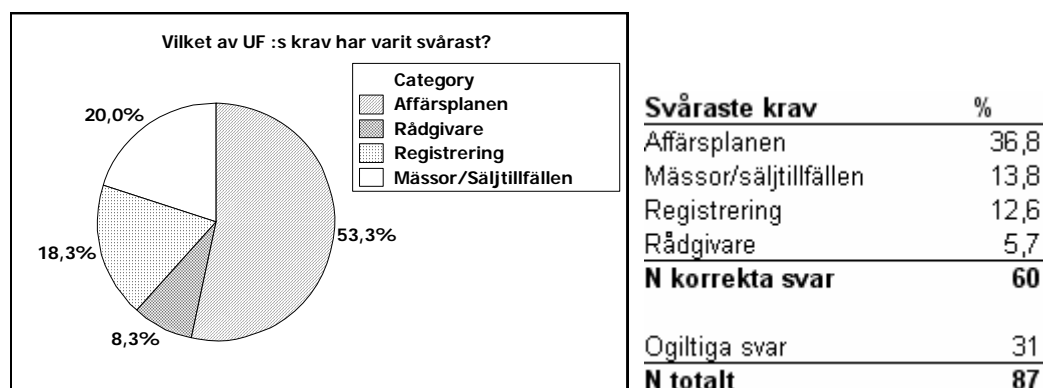 Vilket av UF :s krav har varit svårast?
Category
Affärsplanen
Rådgivare
Registrering
Mässor/Säljtillfällen
20,0%
53,3%
18,3%
8,3%
Svåraste krav %
Affärsplanen 36,8
Mässor/säljtillfällen 13,8
Registrering 12,6
Rådgivare 5,7
N korrekta svar 60
Ogiltiga svar 31
N totalt 87